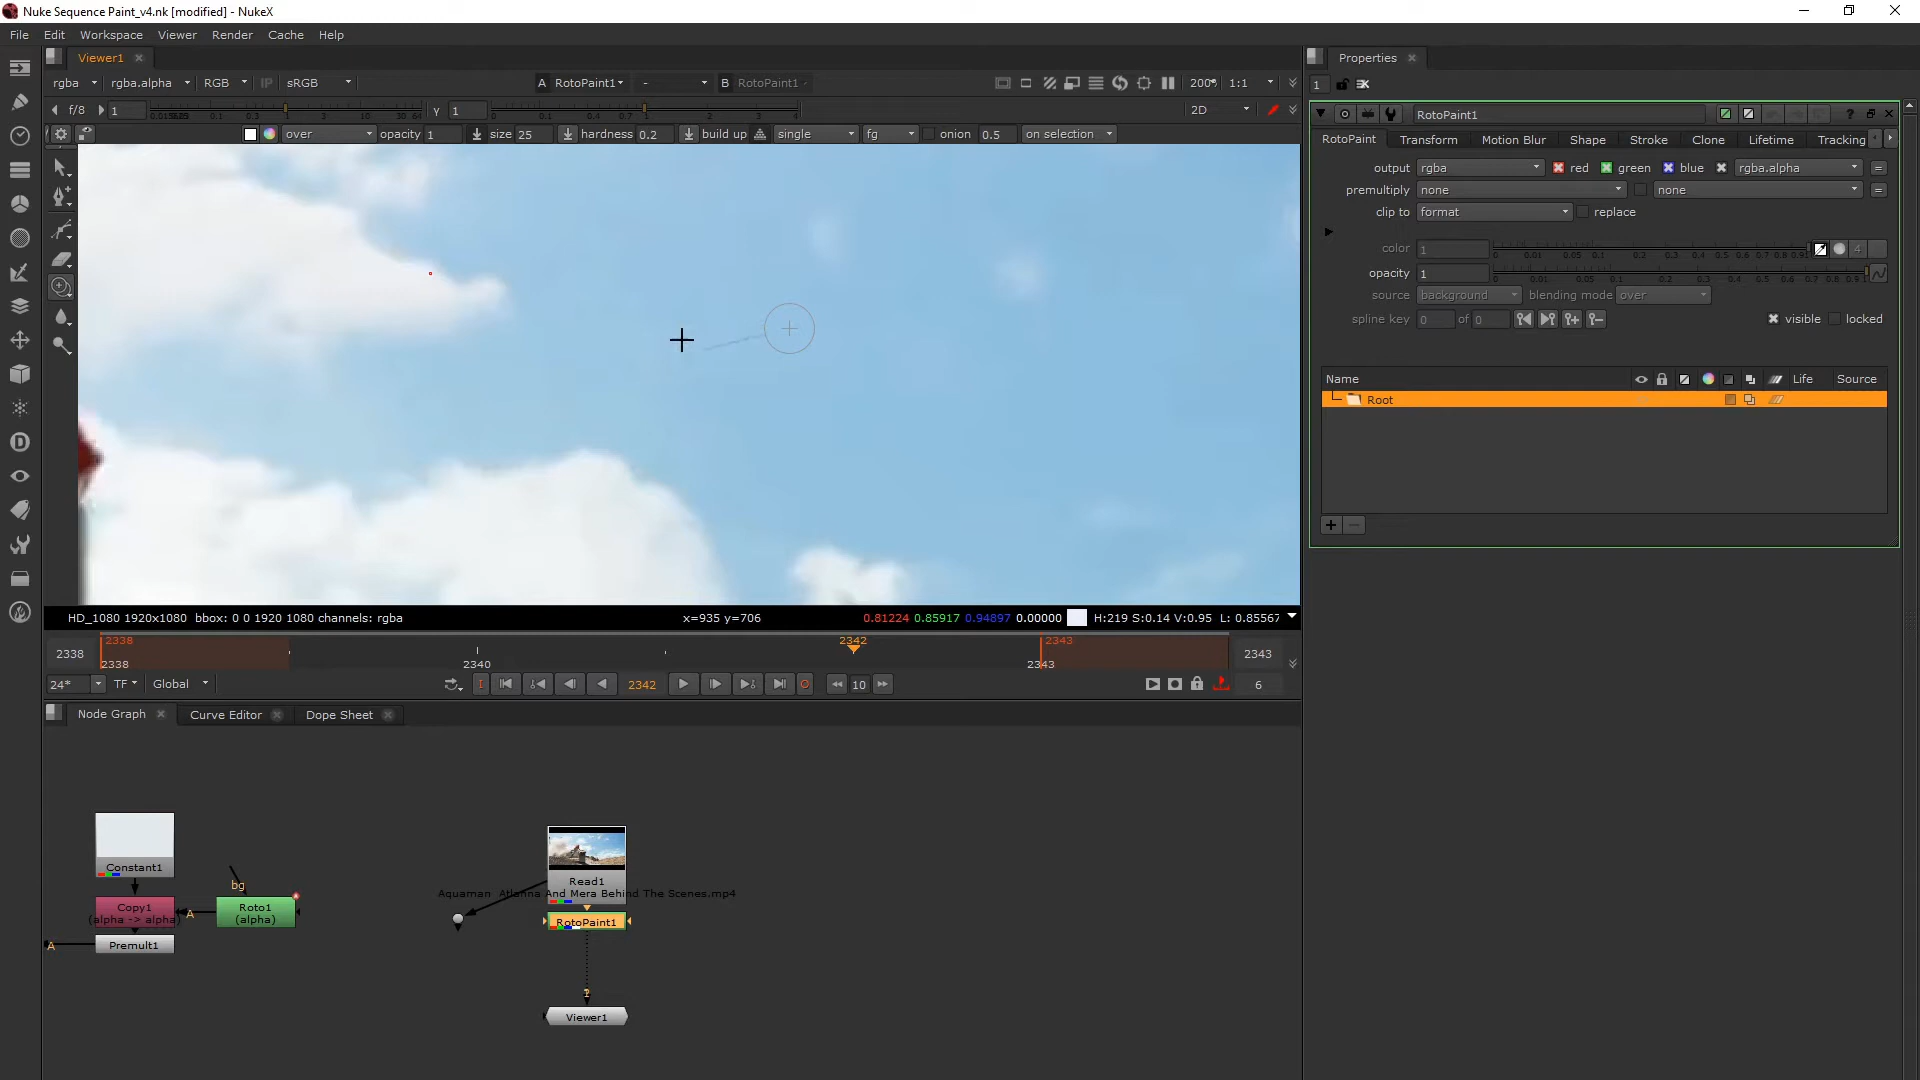 Nuke Sequence Paint_v4.nk [modified] - NukeX
File Edit Workspace Viewer Render Cache Help
Viewer1
Properties
rgba rgba.alpha RGB IP sRGB A RotoPaint1 - B RotoPaint1 - 200% 1:1
1
f/8 1 Y 1 2D
over opacity 1 size 25 hardness 0.2 build up single fg onion 0.5 on selection
RotoPaint1
RotoPaint Transform Motion Blur Shape Stroke Clone Lifetime Tracking
output rgba red green blue rgba.alpha =
premultiply none none =
clip to format replace
color 1 4
opacity 1
source background blending mode over
spline key 0 of 0 visible locked
Name Life Source
Root
HD_1080 1920x1080 bbox: 0 0 1920 1080 channels: rgba x=935 y=706 0.81224 0.85917 0.94897 0.00000 H:219 S:0.14 V:0.95 L: 0.85567
2338 2342 2343
2338 2343
2338 2340 2343
24* TF Global 2342 10 6
Node Graph Curve Editor Dope Sheet
Constant1
Copy1
(alpha -> alpha)
A
bg
Roto1
(alpha)
A
Premult1
Read1
Aquaman Atlanna And Mera Behind The Scenes.mp4
RotoPaint1
Viewer1